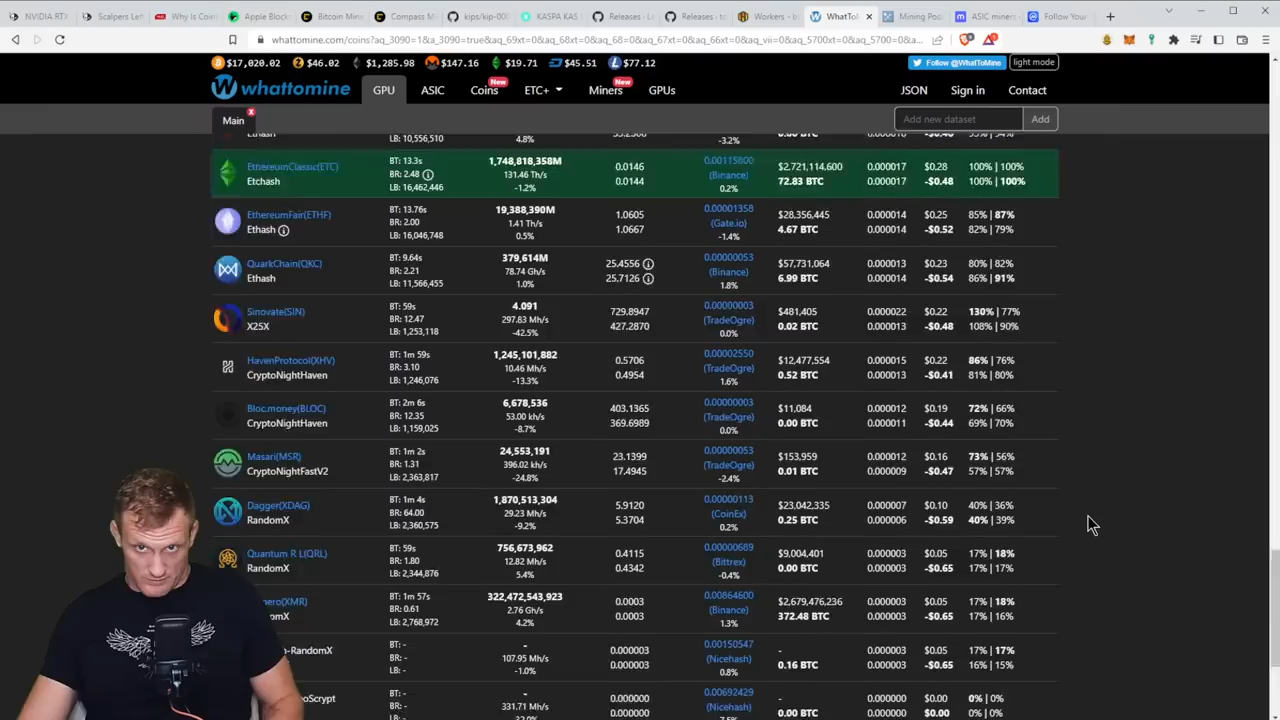 NVIDIA RTX
Scalpers Left
Why Is Coin
Apple Block
Bitcoin Mine
Compass M
kips/kip-00
KASPA KAS
Releases · L
Releases · to
Workers – b
WhatToM
Mining Poo
ASIC miners
Follow Your
whattomine.com/coins?aq_3090=1&a_3090=true&aq_69xt=0&aq_68xt=0&aq_68=0&aq_67xt=0&aq_66xt=0&aq_vii=0&aq_5700xt=0&aq_5700=0&a...
$17,020.02 $46.02 $1,285.98 $147.16 $19.71 $45.51 $77.12
Follow @WhatToMine
light mode
whattomine
GPU
ASIC
Coins
New
ETC+
Miners
New
GPUs
JSON
Sign in
Contact
Main
x
Add new dataset
Add
LB: 10,556,510 4.8% -3.2%
EthereumClassic(ETC) BT: 13.3s 1,748,818,358M 0.0146 0.00115800 $2,721,114,600 0.000017 $0.28 100% | 100%
Etchash BR: 2.48 131.46 Th/s 0.0144 (Binance) 72.83 BTC 0.000017 -$0.48 100% | 100%
LB: 16,462,446 -1.2% 0.2%
EthereumFair(ETHF) BT: 13.76s 19,388,390M 1.0605 0.00001358 $28,356,445 0.000014 $0.25 85% | 87%
Ethash BR: 2.00 1.41 Th/s 1.0667 (Gate.io) 4.67 BTC 0.000014 -$0.52 82% | 79%
LB: 16,046,748 0.5% -1.4%
QuarkChain(QKC) BT: 9.64s 379,614M 25.4556 0.00000053 $57,731,064 0.000013 $0.23 80% | 82%
Ethash BR: 2.21 78.74 Gh/s 25.7126 (Binance) 6.99 BTC 0.000014 -$0.54 86% | 91%
LB: 11,566,455 1.0% 1.8%
Sinovate(SIN) BT: 59s 4.091 729.8947 0.00000003 $481,405 0.000022 $0.22 130% | 77%
X25X BR: 12.47 297.83 Mh/s 427.2870 (TradeOgre) 0.02 BTC 0.000013 -$0.48 108% | 90%
LB: 1,253,118 -42.5% 0.0%
HavenProtocol(XHV) BT: 1m 59s 1,245,101,882 0.5706 0.00002550 $12,477,554 0.000015 $0.22 86% | 76%
CryptoNightHaven BR: 3.10 10.46 Mh/s 0.4954 (TradeOgre) 0.52 BTC 0.000013 -$0.41 81% | 80%
LB: 1,246,076 -13.3% 1.6%
Bloc.money(BLOC) BT: 2m 6s 6,678,536 403.1365 0.00000003 $11,084 0.000012 $0.19 72% | 66%
CryptoNightHaven BR: 12.35 53.00 kh/s 369.6989 (TradeOgre) 0.00 BTC 0.000011 -$0.44 69% | 70%
LB: 1,159,025 -8.7% 0.0%
Masari(MSR) BT: 1m 2s 24,553,191 23.1399 0.00000053 $153,959 0.000012 $0.16 73% | 56%
CryptoNightFastV2 BR: 1.31 396.02 kh/s 17.4945 (TradeOgre) 0.01 BTC 0.000009 -$0.47 57% | 57%
LB: 2,363,817 -24.8% -2.4%
Dagger(XDAG) BT: 1m 4s 1,870,513,304 5.9120 0.00000113 $23,042,335 0.000007 $0.10 40% | 36%
RandomX BR: 64.00 29.23 Mh/s 5.3704 (CoinEx) 0.25 BTC 0.000006 -$0.59 40% | 39%
LB: 2,360,575 -9.2% 0.2%
Quantum R L(QRL) BT: 59s 756,673,962 0.4115 0.00000689 $9,004,401 0.000003 $0.05 17% | 18%
RandomX BR: 1.80 12.82 Mh/s 0.4342 (Bittrex) 0.00 BTC 0.000003 -$0.65 17% | 17%
LB: 2,344,876 5.4% -0.4%
nero(XMR) BT: 1m 57s 322,472,543,923 0.0003 0.00864600 $2,679,476,236 0.000003 $0.05 17% | 18%
omX BR: 0.61 2.76 Gh/s 0.0003 (Binance) 372.48 BTC 0.000003 -$0.65 17% | 16%
LB: 2,768,972 4.2% 1.3%
-RandomX BT: - - 0.000003 0.00150547 - $0.05 17% | 17%
BR: - 107.95 Mh/s 0.000003 (Nicehash) 0.16 BTC -$0.65 16% | 15%
LB: - -1.0% 0.8%
oScrypt BT: - - 0.000000 0.00692429 - 0.000000 $0.00 0% | 0%
BR: - 331.71 Mh/s 0.000000 (Nicehash) 0.00 BTC 0.000000 $0.00 0% | 0%